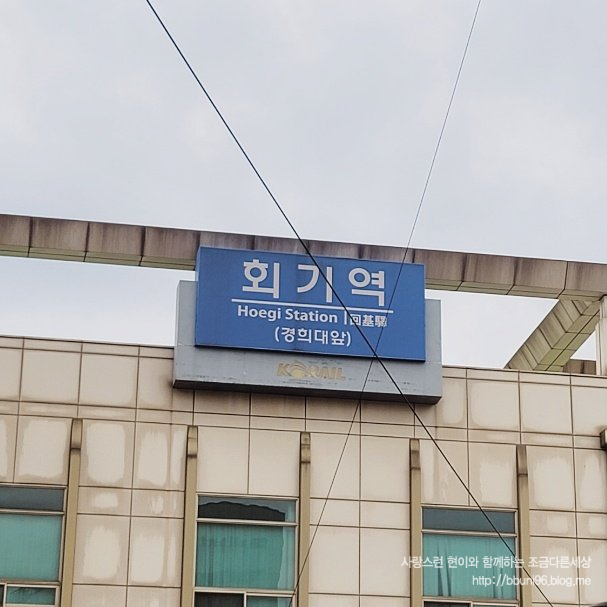 회기역
Hoegi Station 回基驛
(경희대앞)
KORAIL
사랑스런 현이와 함께하는 조금다른세상
http://bbuni96.blog.me